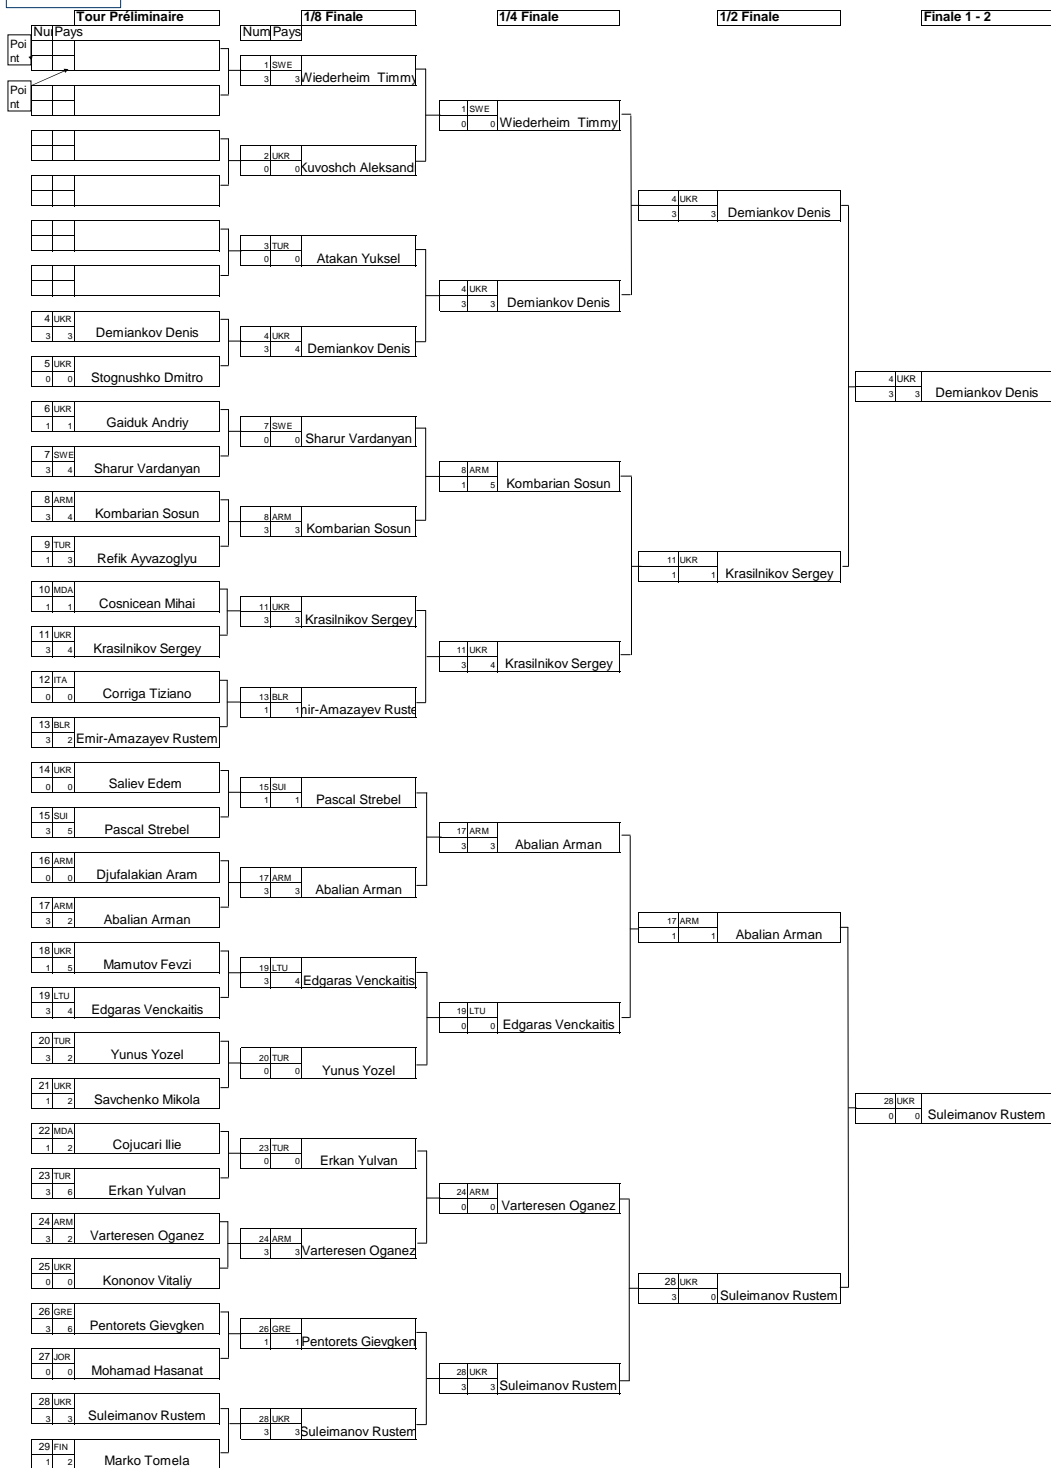 Tour Préliminaire
Nu Pays
Poi
nt
Poi
nt
4 UKR
3 3 Demiankov Denis
5 UKR
0 0 Stognushko Dmitro
6 UKR
1 1 Gaiduk Andriy
7 SWE
3 4 Sharur Vardanyan
8 ARM
3 4 Kombarian Sosun
9 TUR
1 3 Refik Ayvazoglyu
10 MDA
1 1 Cosnicean Mihai
11 UKR
3 4 Krasilnikov Sergey
12 ITA
0 0 Corriga Tiziano
13 BLR
3 2 Emir-Amazayev Rustem
14 UKR
0 0 Saliev Edem
15 SUI
3 5 Pascal Strebel
16 ARM
0 0 Djufalakian Aram
17 ARM
3 2 Abalian Arman
18 UKR
1 5 Mamutov Fevzi
19 LTU
3 4 Edgaras Venckaitis
20 TUR
3 2 Yunus Yozel
21 UKR
1 2 Savchenko Mikola
22 MDA
1 2 Cojucari Ilie
23 TUR
3 6 Erkan Yulvan
24 ARM
3 2 Varteresen Oganez
25 UKR
0 0 Kononov Vitaliy
26 GRE
3 6 Pentorets Gievgken
27 JOR
0 0 Mohamad Hasanat
28 UKR
3 3 Suleimanov Rustem
29 FIN
1 2 Marko Tomela
1/8 Finale
Num Pays
1 SWE
3 3 Wiederheim Timmy
2 UKR
0 0 Kuvoshch Aleksand
3 TUR
0 0 Atakan Yuksel
4 UKR
3 4 Demiankov Denis
7 SWE
0 0 Sharur Vardanyan
8 ARM
3 3 Kombarian Sosun
11 UKR
3 3 Krasilnikov Sergey
13 BLR
1 1 nir-Amazayev Ruste
15 SUI
1 1 Pascal Strebel
17 ARM
3 3 Abalian Arman
19 LTU
3 4 Edgaras Venckaitis
20 TUR
0 0 Yunus Yozel
23 TUR
0 0 Erkan Yulvan
24 ARM
3 3 Varteresen Oganez
26 GRE
1 1 Pentorets Gievgken
28 UKR
3 3 Suleimanov Rustem
1/4 Finale
1 SWE
0 0 Wiederheim Timmy
4 UKR
3 3 Demiankov Denis
8 ARM
1 5 Kombarian Sosun
11 UKR
3 4 Krasilnikov Sergey
17 ARM
3 3 Abalian Arman
19 LTU
0 0 Edgaras Venckaitis
24 ARM
0 0 Varteresen Oganez
28 UKR
3 3 Suleimanov Rustem
1/2 Finale
4 UKR
3 3 Demiankov Denis
11 UKR
1 1 Krasilnikov Sergey
17 ARM
1 1 Abalian Arman
28 UKR
3 0 Suleimanov Rustem
Finale 1 - 2
4 UKR
3 3 Demiankov Denis
28 UKR
0 0 Suleimanov Rustem